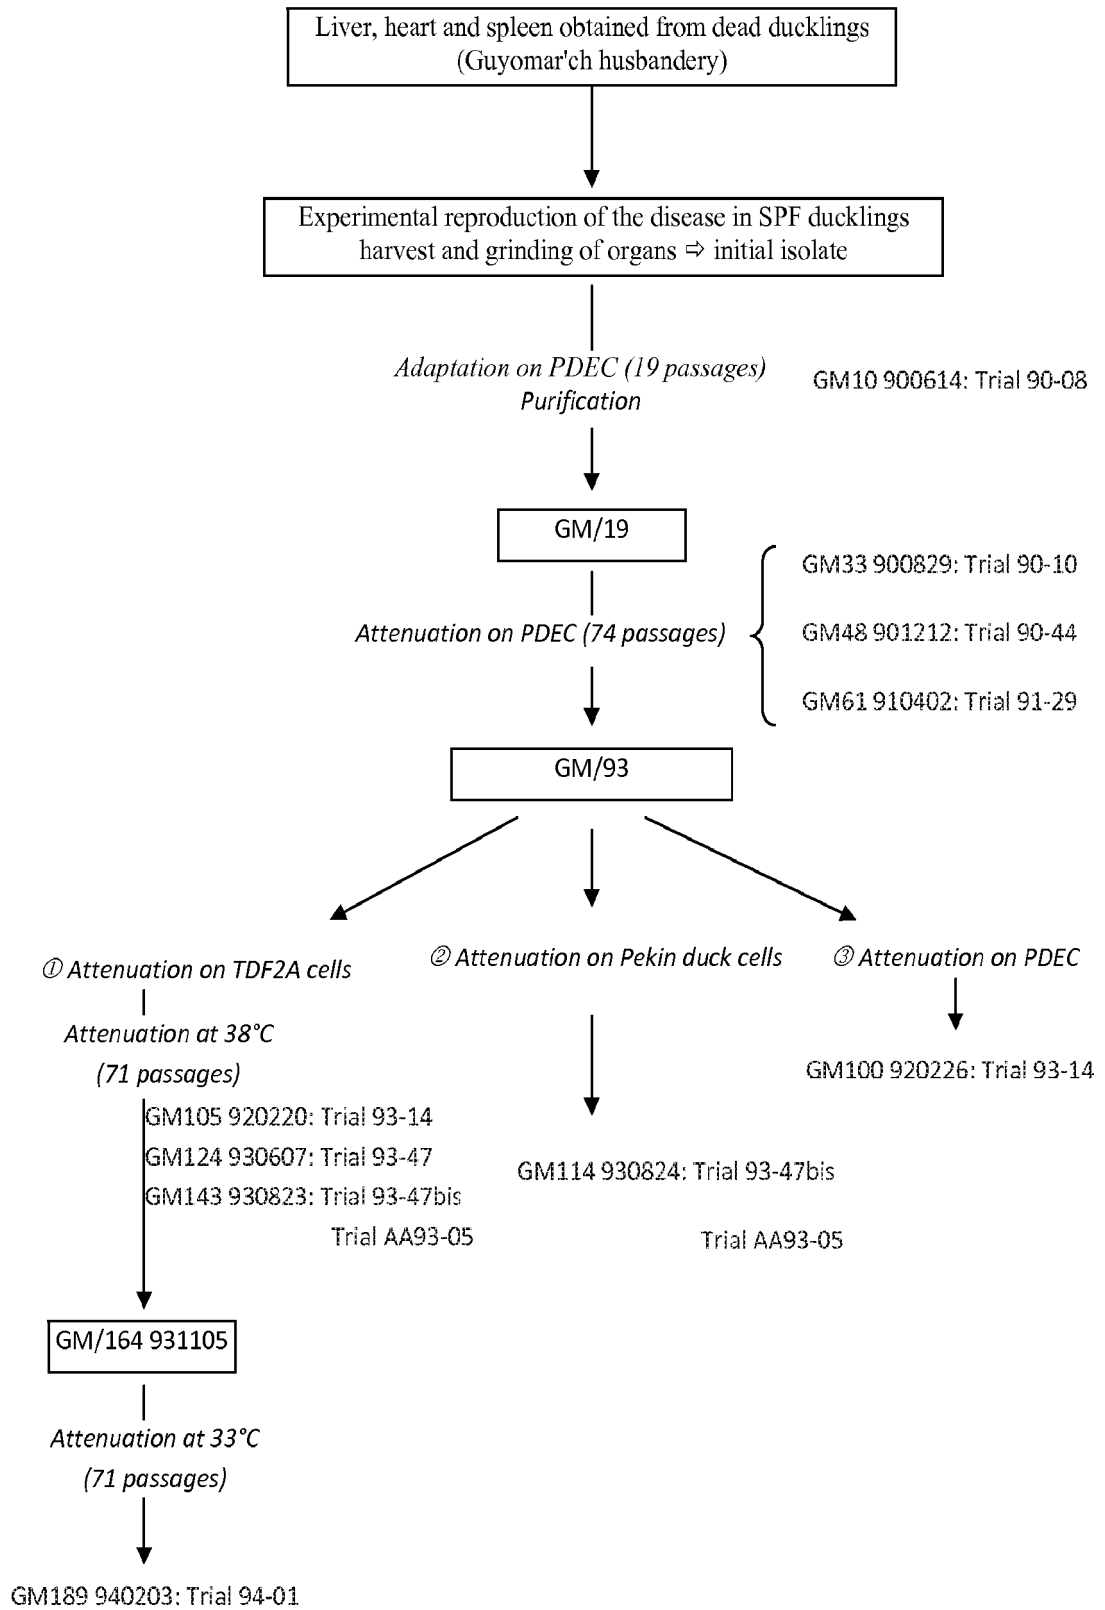 Liver, heart and spleen obtained from dead ducklings
(Guyomar'ch husbandery)
Experimental reproduction of the disease in SPF ducklings
harvest and grinding of organs ⇨ initial isolate
Adaptation on PDEC (19 passages)
Purification
GM10 900614: Trial 90-08
GM/19
Attenuation on PDEC (74 passages)
GM33 900829: Trial 90-10
GM48 901212: Trial 90-44
GM61 910402: Trial 91-29
GM/93
① Attenuation on TDF2A cells
Attenuation at 38°C
(71 passages)
GM105 920220: Trial 93-14
GM124 930607: Trial 93-47
GM143 930823: Trial 93-47bis
Trial AA93-05
GM/164 931105
Attenuation at 33°C
(71 passages)
GM189 940203: Trial 94-01
② Attenuation on Pekin duck cells
GM114 930824: Trial 93-47bis
Trial AA93-05
③ Attenuation on PDEC
GM100 920226: Trial 93-14